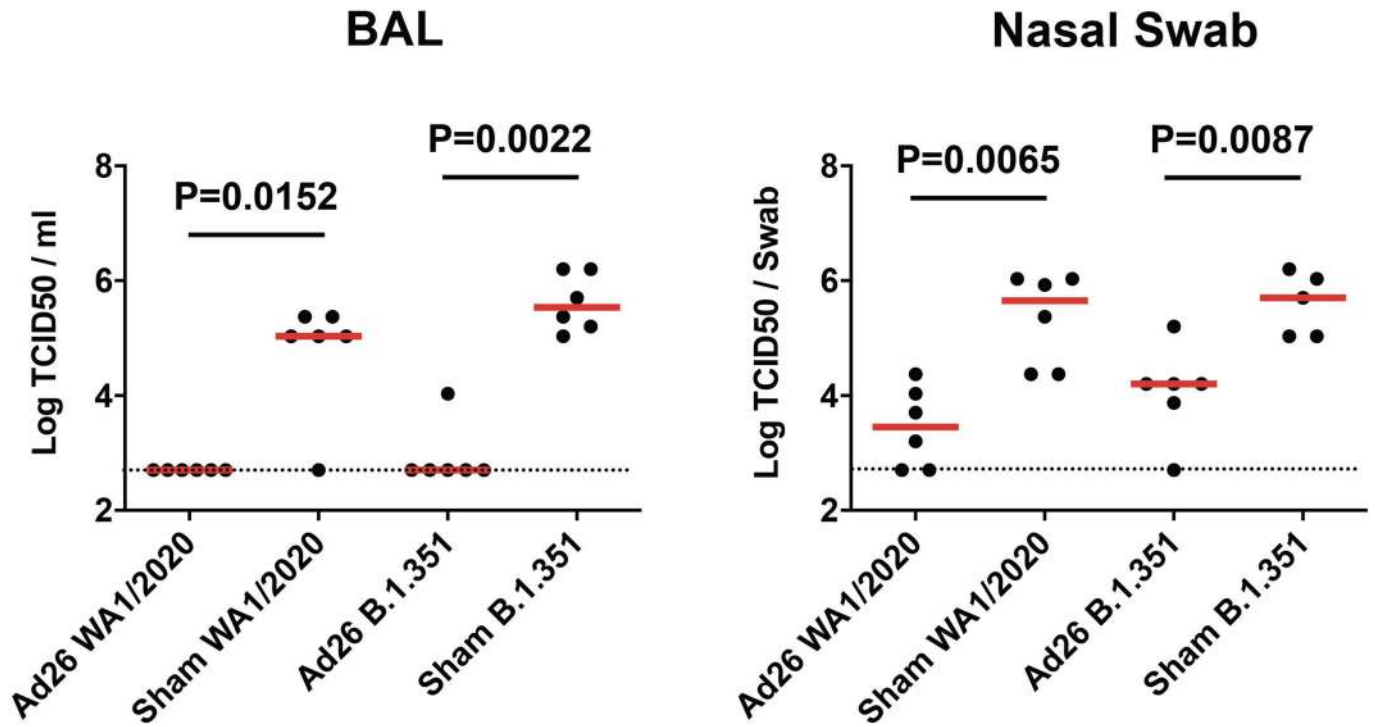 BAL
P=0.0022
P=0.0152
Log TCID50 / ml
8
6
4
2
Ad26 WA1/2020
Sham WA1/2020
Ad26 B.1.351
Sham B.1.351
Nasal Swab
P=0.0087
P=0.0065
Log TCID50 / Swab
8
6
4
2
Ad26 WA1/2020
Sham WA1/2020
Ad26 B.1.351
Sham B.1.351